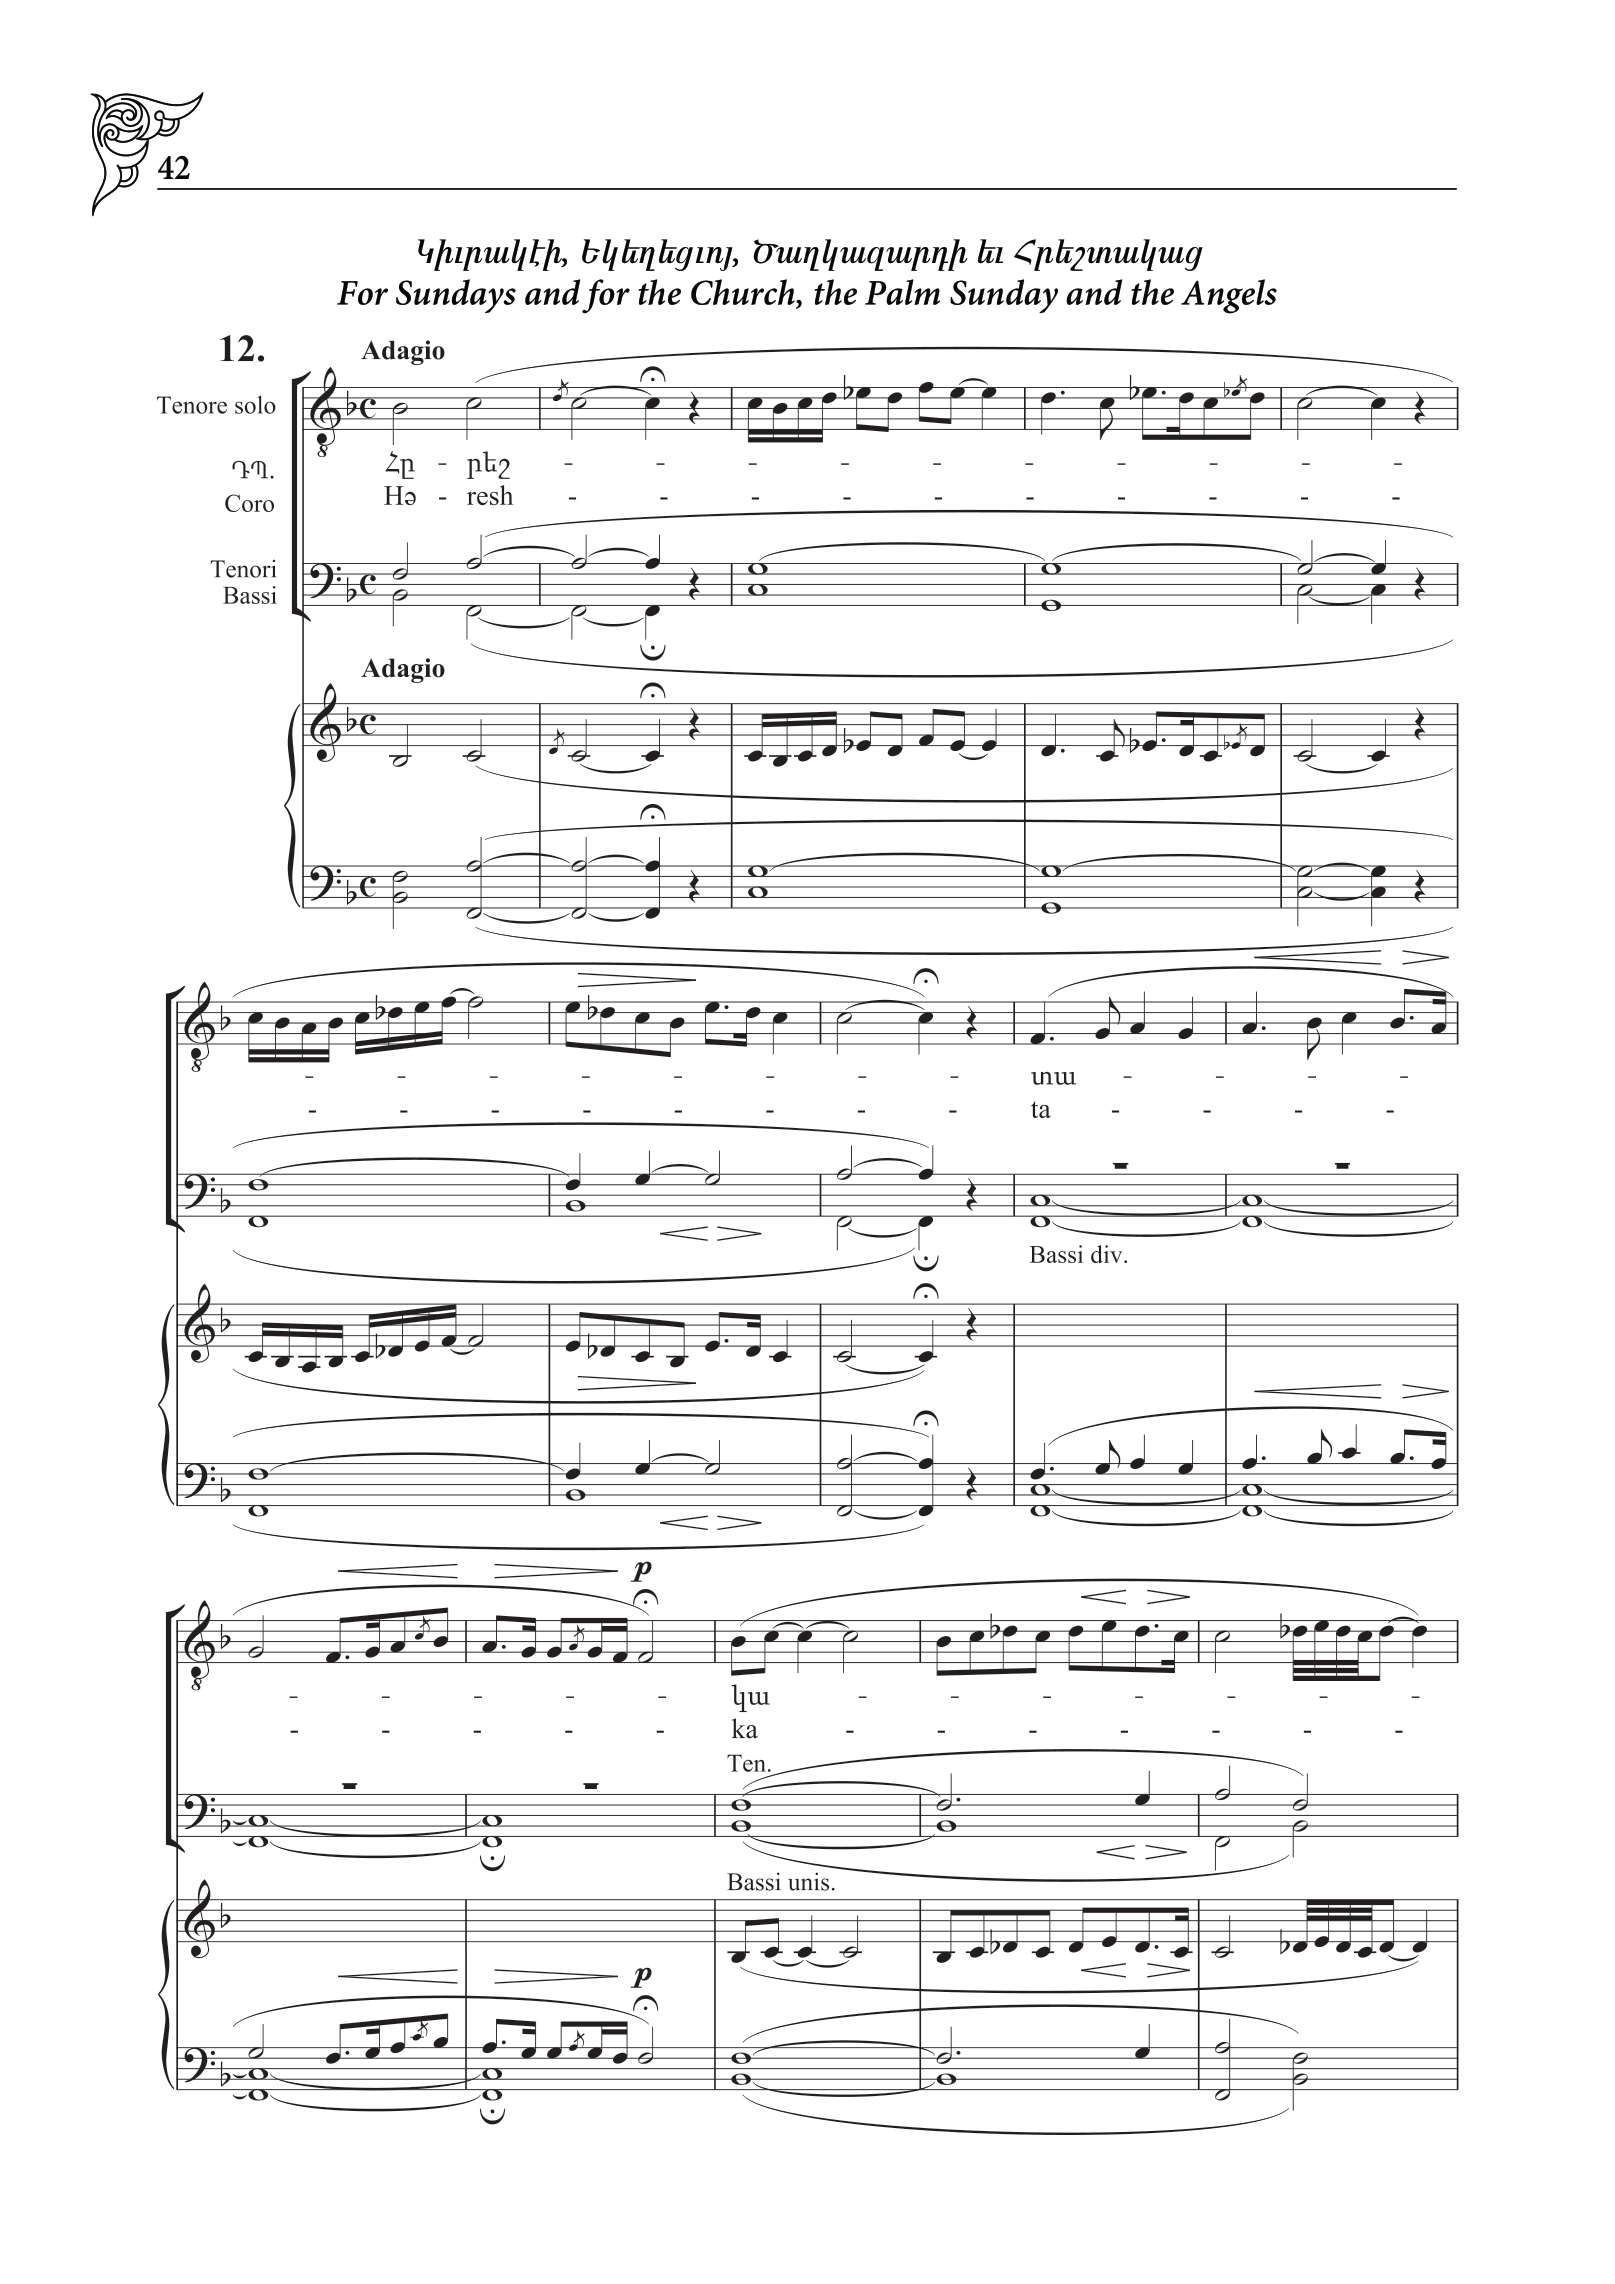 42
Կիւրակէի, Եկեղեցւոյ, Ծաղկազարդի եւ Հրեշտակաց
For Sundays and for the Church, the Palm Sunday and the Angels
12.
Adagio
Tenore solo
ԴՊ.
Հը - րեշ - - - - - - - - - -
Coro
Hə - resh - - - - - - - - - -
Tenori
Bassi
Adagio
- - - - - - - - տա - - - -
- - - - - - - - ta - - - -
Bassi div.
p
- - - - - կա - - - - - - -
- - - - - ka - - - - - - -
Ten.
Bassi unis.
p